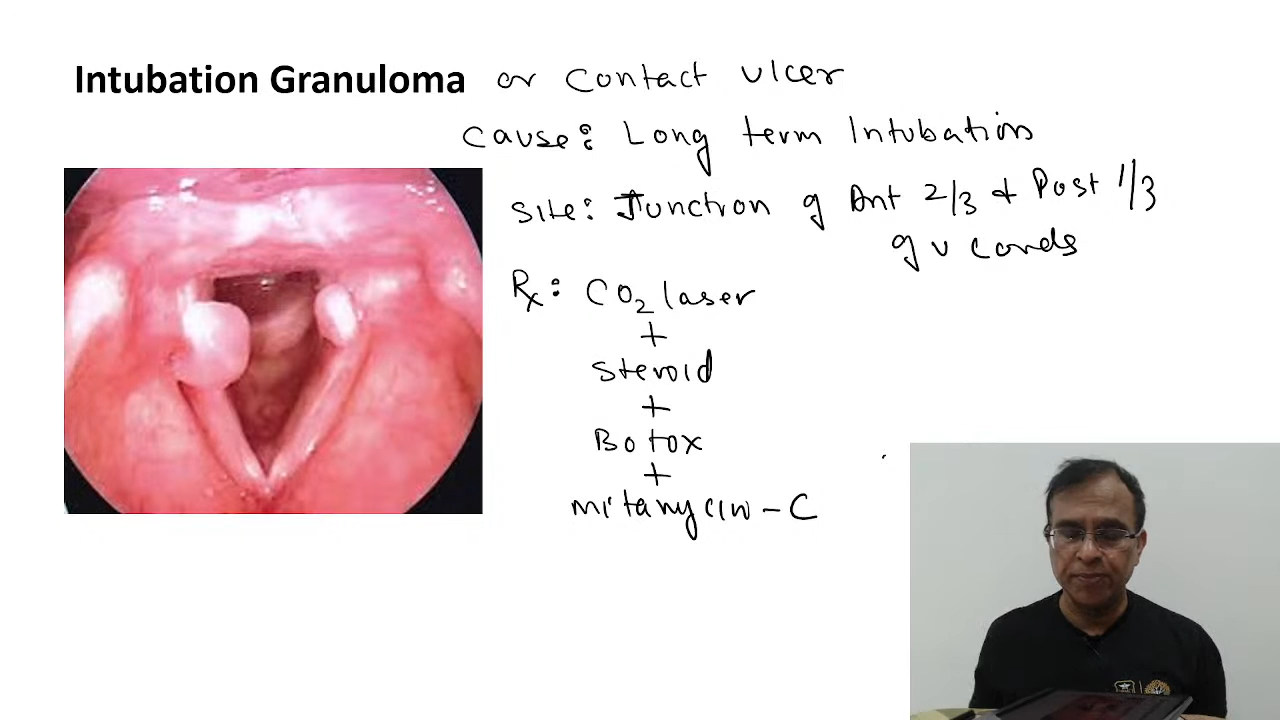 Intubation Granuloma or Contact ulcer
Cause: Long term Intubation
Site: Junction of Ant 2/3 & Post 1/3
of v cords
Rx: CO2 laser
+
Steroid
+
Botox
+
mitamycin - C